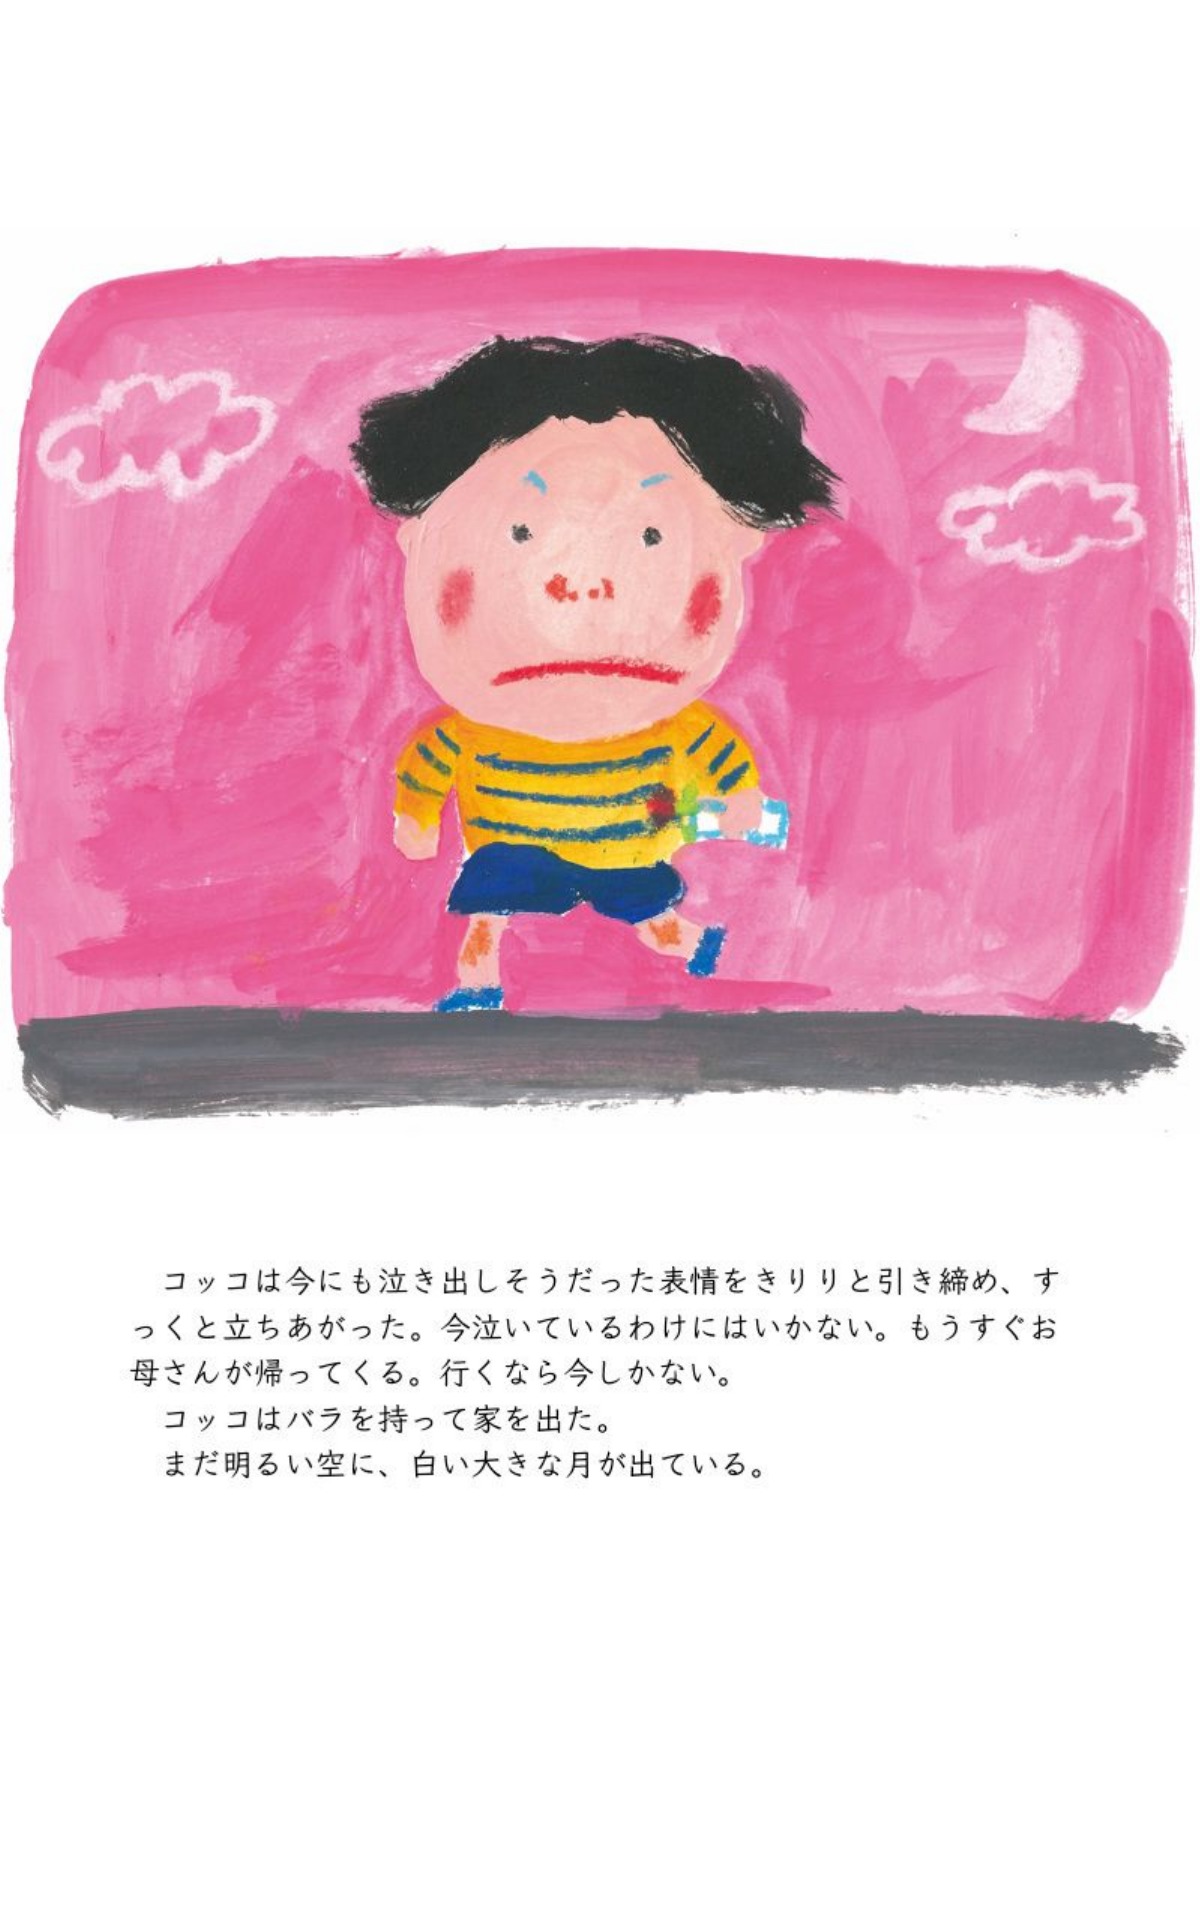 コッコは今にも泣き出しそうだった表情をきりりと引き締め、す
っくと立ちあがった。今泣いているわけにはいかない。もうすぐお
母さんが帰ってくる。行くなら今しかない。
　コッコはバラを持って家を出た。
　まだ明るい空に、白い大きな月が出ている。